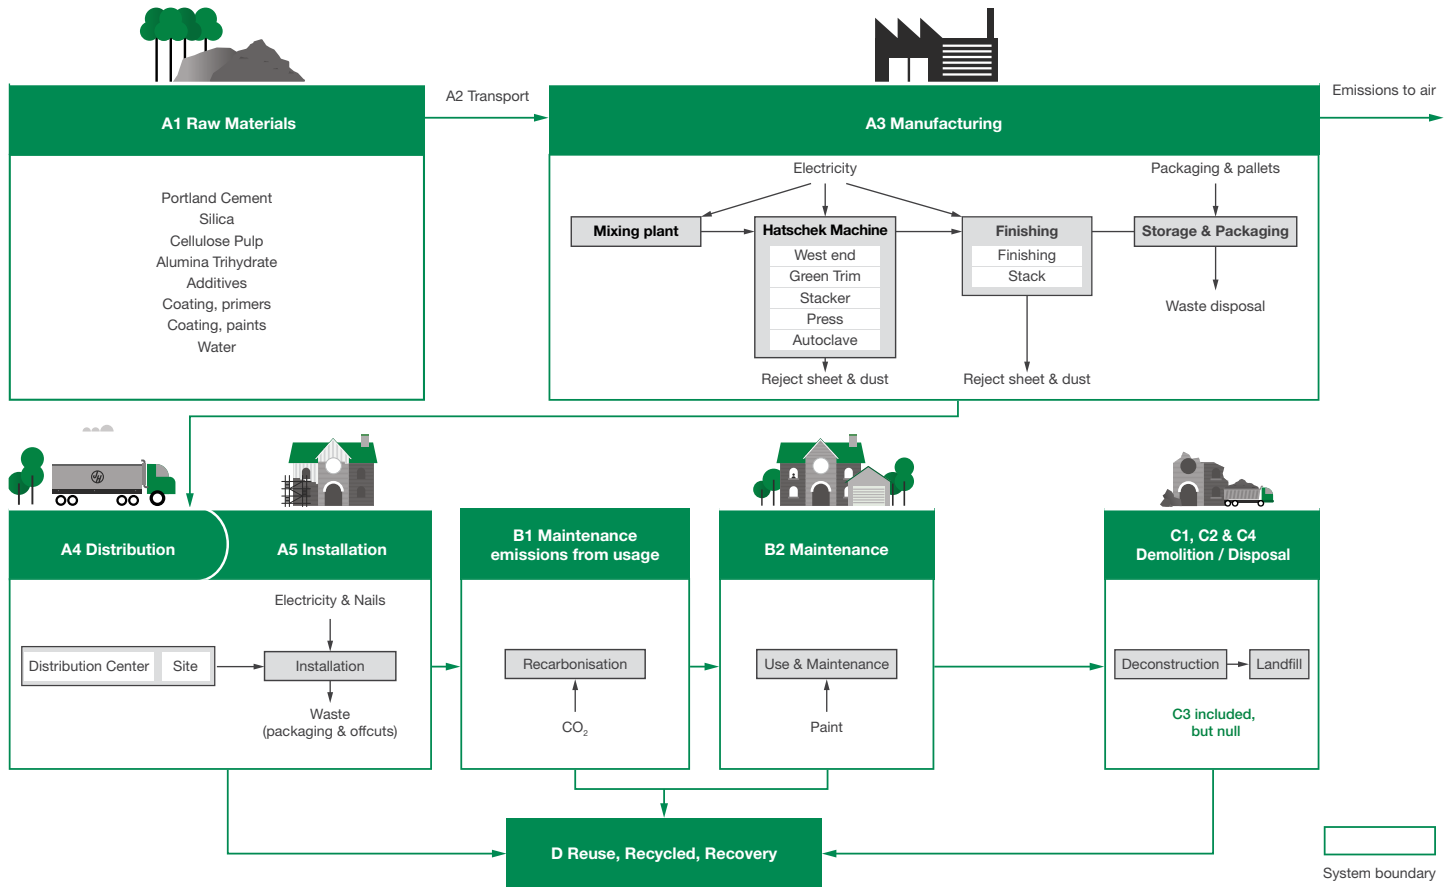 A1 Raw Materials
A2 Transport
A3 Manufacturing
Emissions to air
Portland Cement
Silica
Cellulose Pulp
Alumina Trihydrate
Additives
Coating, primers
Coating, paints
Water
Electricity
Packaging & pallets
Mixing plant
Hatschek Machine
West end
Green Trim
Stacker
Press
Autoclave
Reject sheet & dust
Finishing
Finishing
Stack
Reject sheet & dust
Storage & Packaging
Waste disposal
A4 Distribution
A5 Installation
Electricity & Nails
Distribution Center
Site
Installation
Waste
(packaging & offcuts)
B1 Maintenance
emissions from usage
Recarbonisation
CO₂
B2 Maintenance
Use & Maintenance
Paint
C1, C2 & C4
Demolition / Disposal
Deconstruction
Landfill
C3 included,
but null
D Reuse, Recycled, Recovery
System boundary